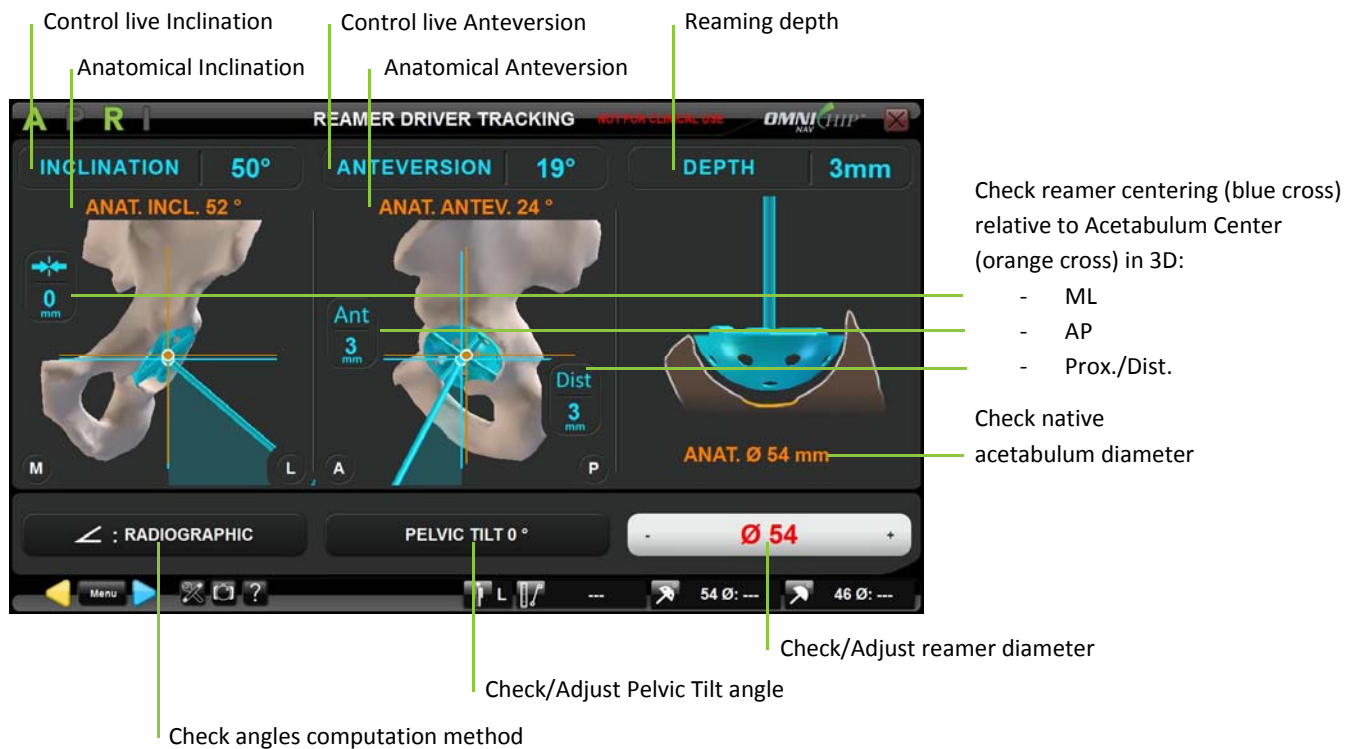 Control live Inclination
Control live Anteversion
Reaming depth
Anatomical Inclination
Anatomical Anteversion
A P R I
REAMER DRIVER TRACKING
NOT FOR CLINICAL USE
OMNI NAV CHIP
INCLINATION 50°
ANTEVERSION 19°
DEPTH 3mm
ANAT. INCL. 52 °
ANAT. ANTEV. 24 °
0
mm
Ant
3
mm
Dist
3
mm
M
L
A
P
ANAT. Ø 54 mm
Check reamer centering (blue cross)
relative to Acetabulum Center
(orange cross) in 3D:
- ML
- AP
- Prox./Dist.
Check native
acetabulum diameter
: RADIOGRAPHIC
PELVIC TILT 0 °
- Ø 54 +
Menu
?
L
---
54 Ø: ---
46 Ø: ---
Check/Adjust reamer diameter
Check/Adjust Pelvic Tilt angle
Check angles computation method